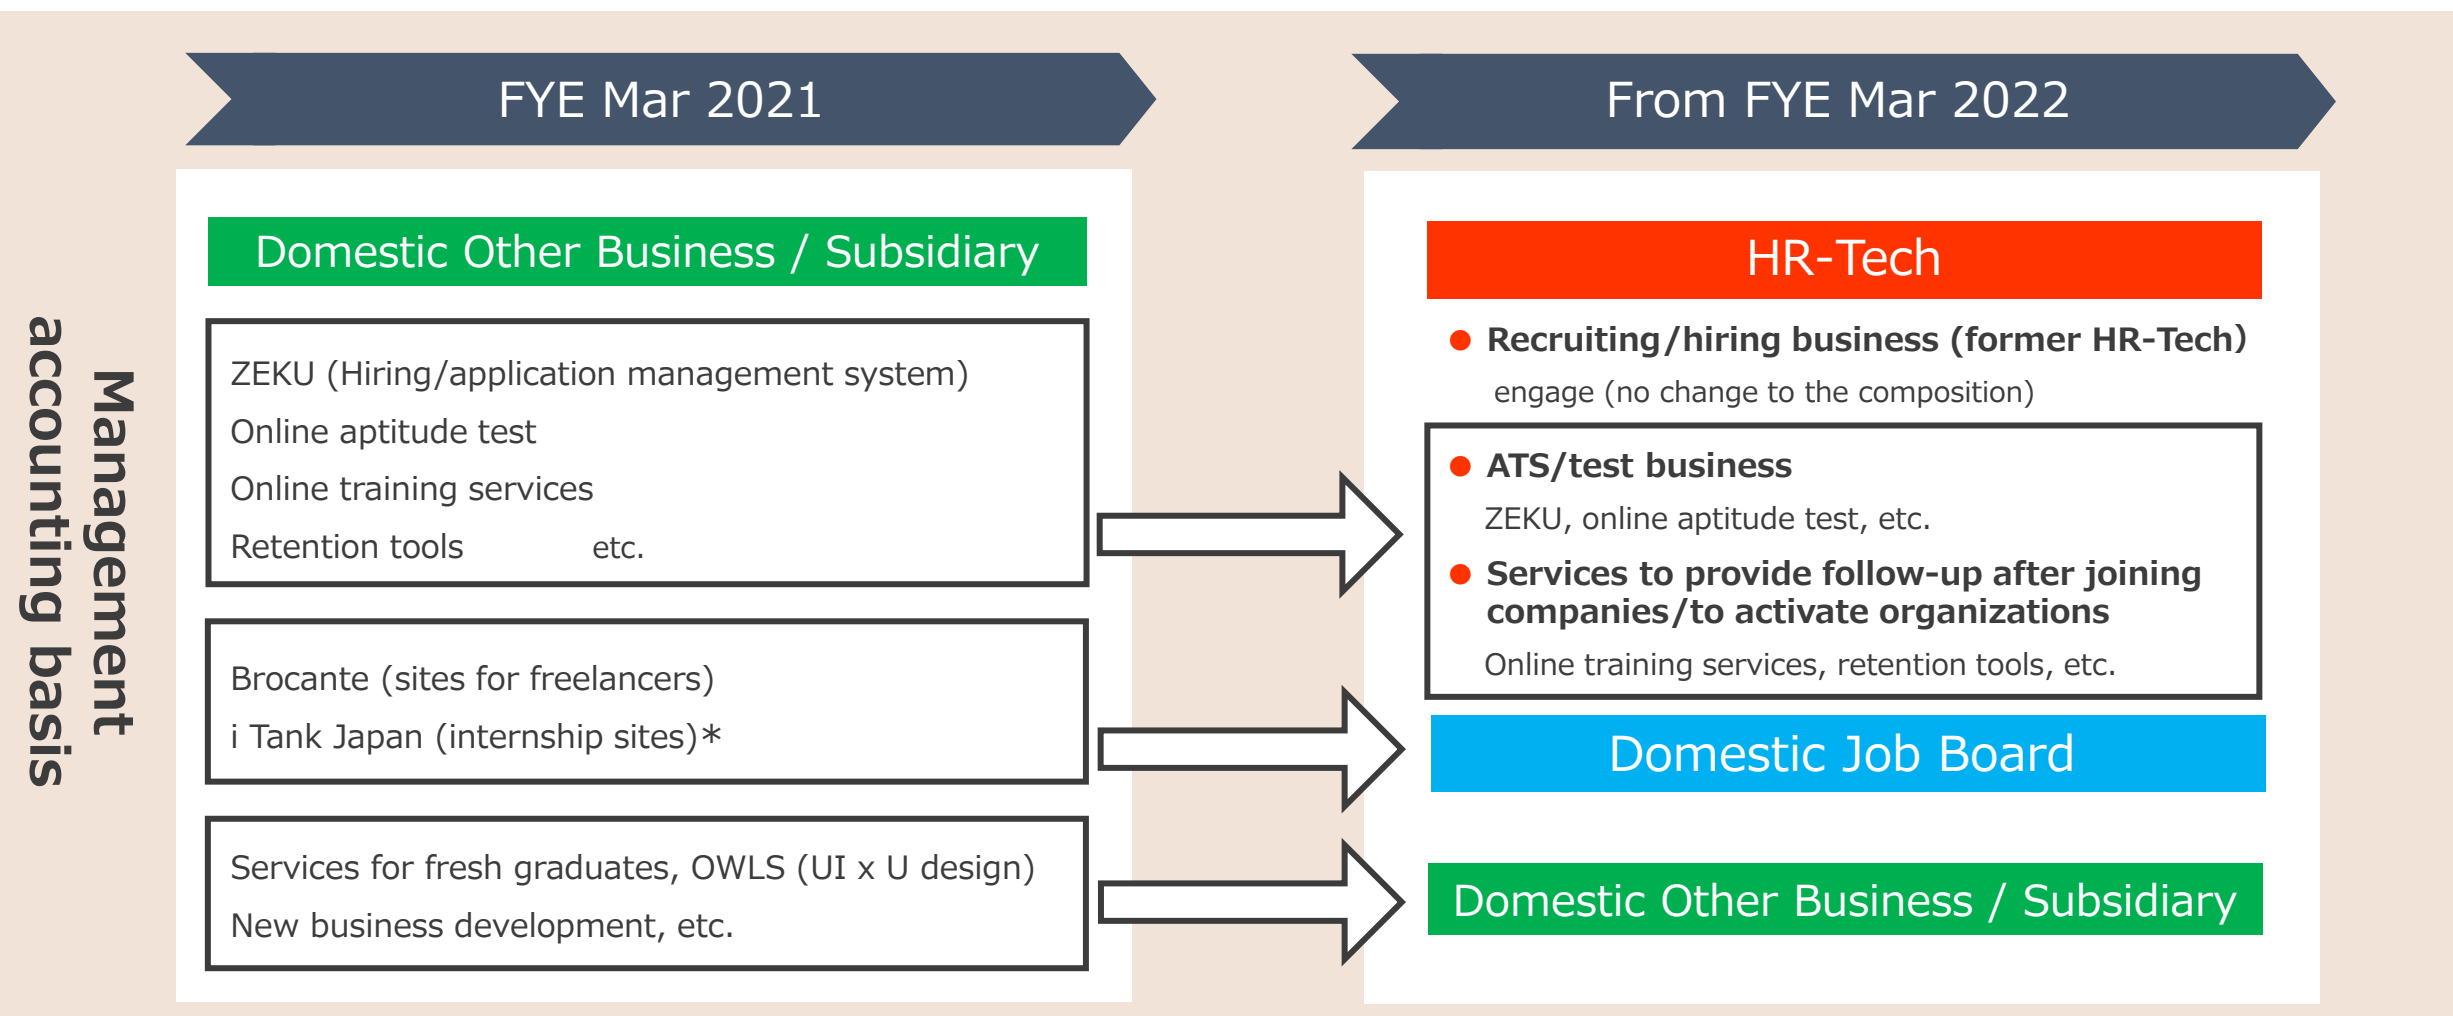 Management
accounting basis
FYE Mar 2021
Domestic Other Business / Subsidiary
ZEKU (Hiring/application management system)
Online aptitude test
Online training services
Retention tools etc.
Brocante (sites for freelancers)
i Tank Japan (internship sites)*
Services for fresh graduates, OWLS (UI x U design)
New business development, etc.
From FYE Mar 2022
HR-Tech
● Recruiting/hiring business (former HR-Tech)
engage (no change to the composition)
● ATS/test business
ZEKU, online aptitude test, etc.
● Services to provide follow-up after joining
companies/to activate organizations
Online training services, retention tools, etc.
Domestic Job Board
Domestic Other Business / Subsidiary